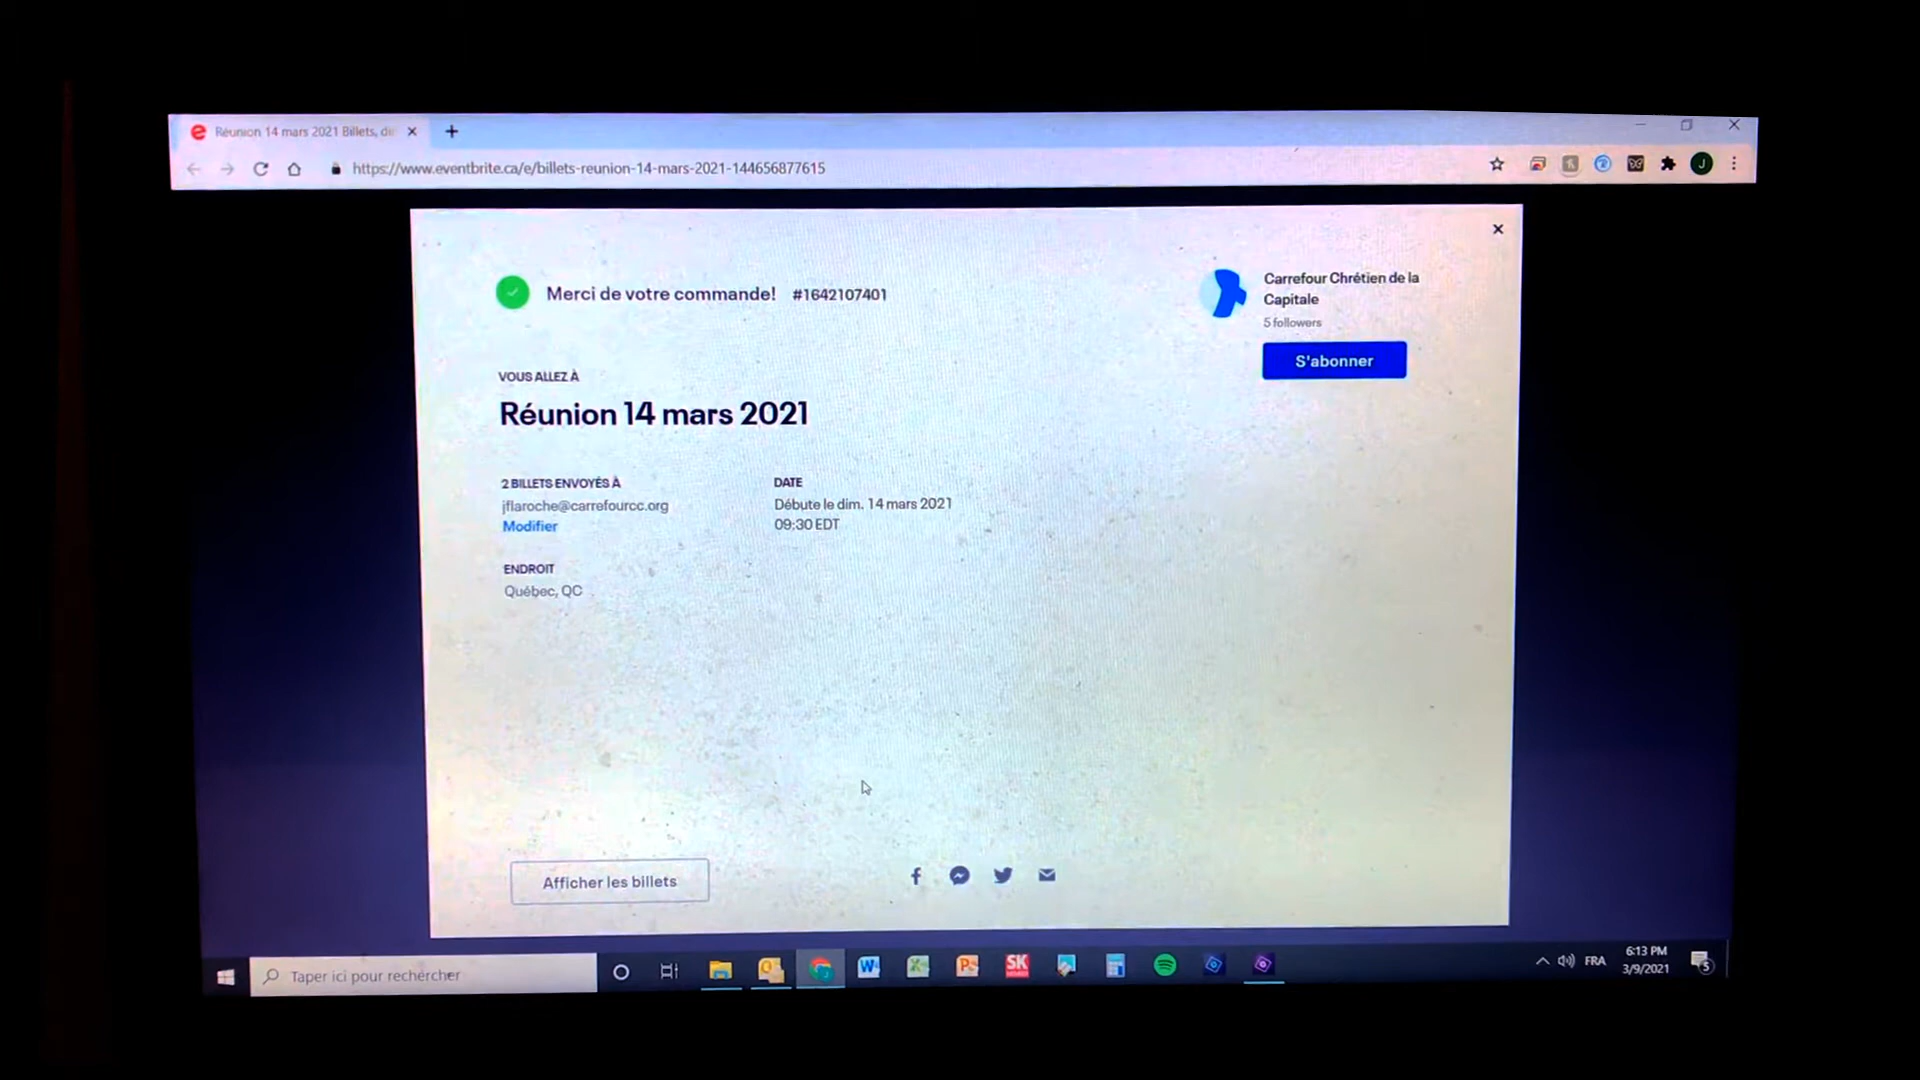 Réunion 14 mars 2021 Billets, di
https://www.eventbrite.ca/e/billets-reunion-14-mars-2021-144656877615
J
Merci de votre commande! #1642107401
Carrefour Chrétien de la
Capitale
5 followers
S'abonner
VOUS ALLEZ À
Réunion 14 mars 2021
2 BILLETS ENVOYÉS À
jflaroche@carrefourcc.org
Modifier
DATE
Débute le dim. 14 mars 2021
09:30 EDT
ENDROIT
Québec, QC
Afficher les billets
Taper ici pour rechercher
SK
FRA
6:13 PM
3/9/2021
5